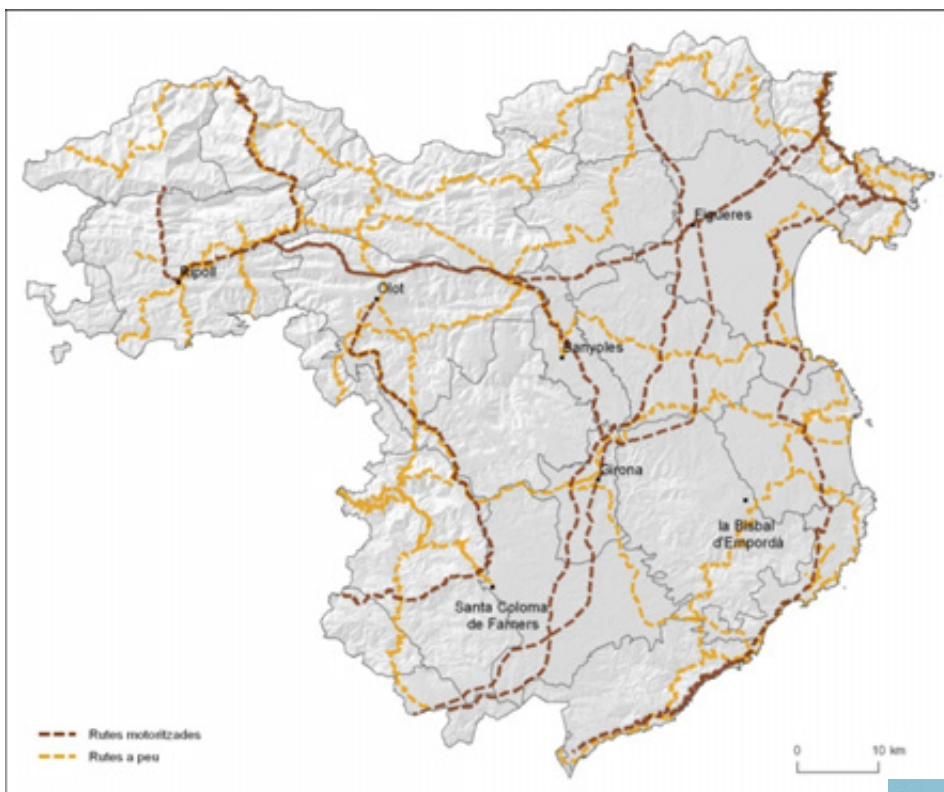 Figueres
Ripoll
Olot
Banyoles
Girona
la Bisbal
d'Empordà
Santa Coloma
de Farners
Rutes motoritzades
Rutes a peu
0 10 km